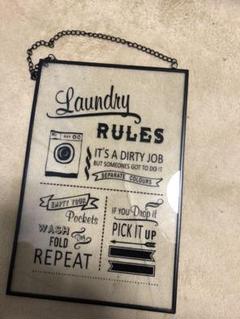 Laundry
RULES
IT'S A DIRTY JOB
BUT SOMEONES GOT TO DO IT
SEPARATE COLOURS
EMPTY YOUR
Pockets
WASH
FOLD
REPEAT
IF YOU Drop it
PICK IT up